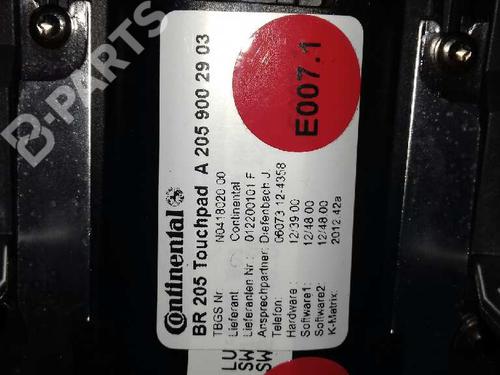 Continental
BR 205 Touchpad A 205 900 29 03
TBGS Nr N0418020 00
Lieferant Continental
Lieferanten Nr.: 012200101 F
Ansprechpartner: Diefenbach J.
Telefon: 06073 12-4358
Hardware : 12/39 00
Software1: 12/48 00
Software2: 12/48 00
K-Matrix: 2012.42a
E007.1
LU
SW
SW
B-PARTS